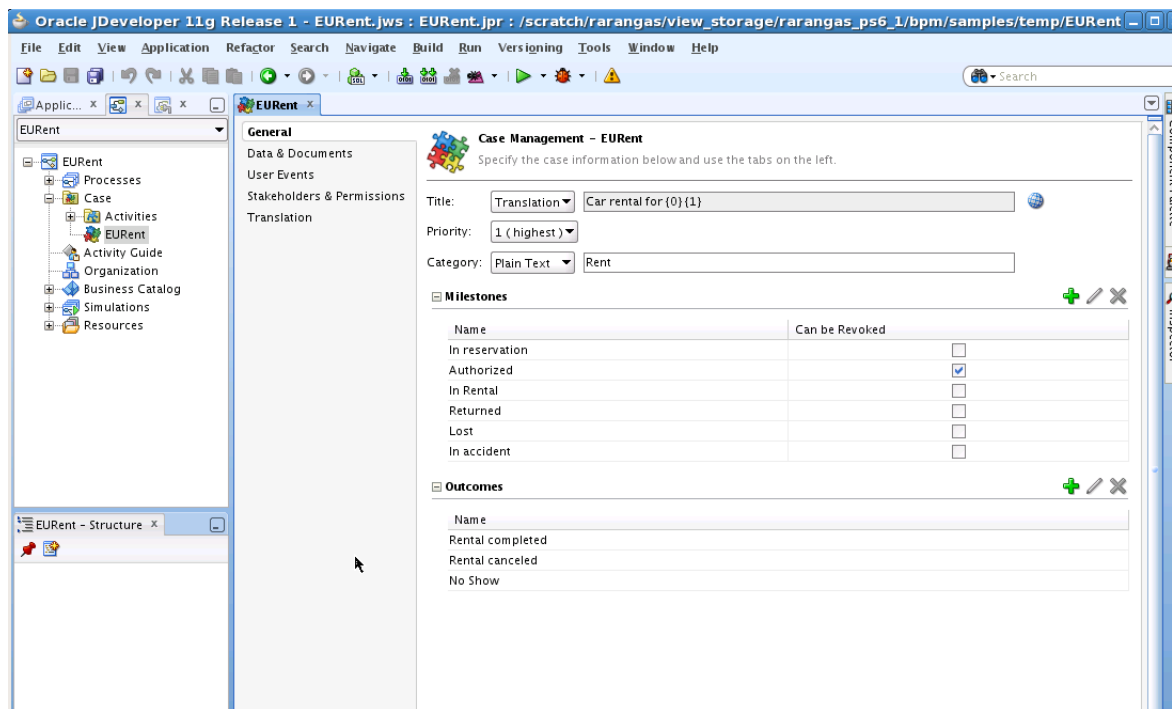 Oracle JDeveloper 11g Release 1 - EURent.jws : EURent.jpr : /scratch/rarangas/view_storage/rarangas_ps6_1/bpm/samples/temp/EURent
File Edit View Application Refactor Search Navigate Build Run Versioning Tools Window Help
Search
Applic...
EURent
EURent
Processes
Case
Activities
EURent
Activity Guide
Organization
Business Catalog
Simulations
Resources
EURent - Structure
EURent
General
Data & Documents
User Events
Stakeholders & Permissions
Translation
Case Management - EURent
Specify the case information below and use the tabs on the left.
Title: Translation Car rental for {0}{1}
Priority: 1 ( highest )
Category: Plain Text Rent
Milestones
Name Can be Revoked
In reservation
Authorized
In Rental
Returned
Lost
In accident
Outcomes
Name
Rental completed
Rental canceled
No Show